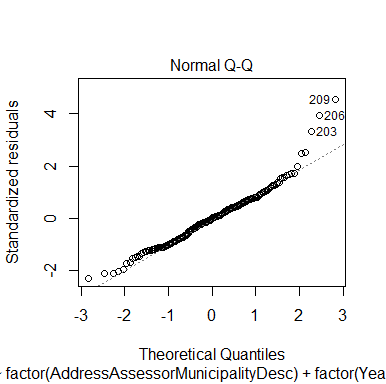 Normal Q-Q
Standardized residuals
4
2
0
-2
209
206
203
-3 -2 -1 0 1 2 3
Theoretical Quantiles
factor(AddressAssessorMunicipalityDesc) + factor(Yea